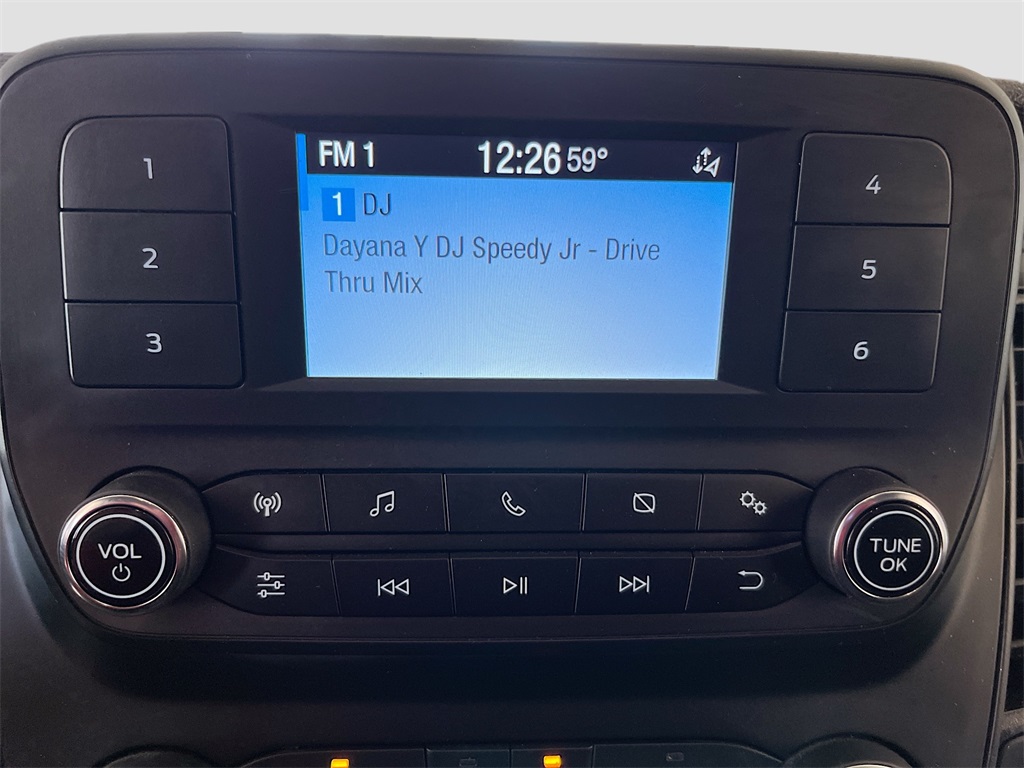 FM 1 12:26 59°
1 DJ
Dayana Y DJ Speedy Jr - Drive
Thru Mix
1
2
3
4
5
6
VOL
TUNE
OK